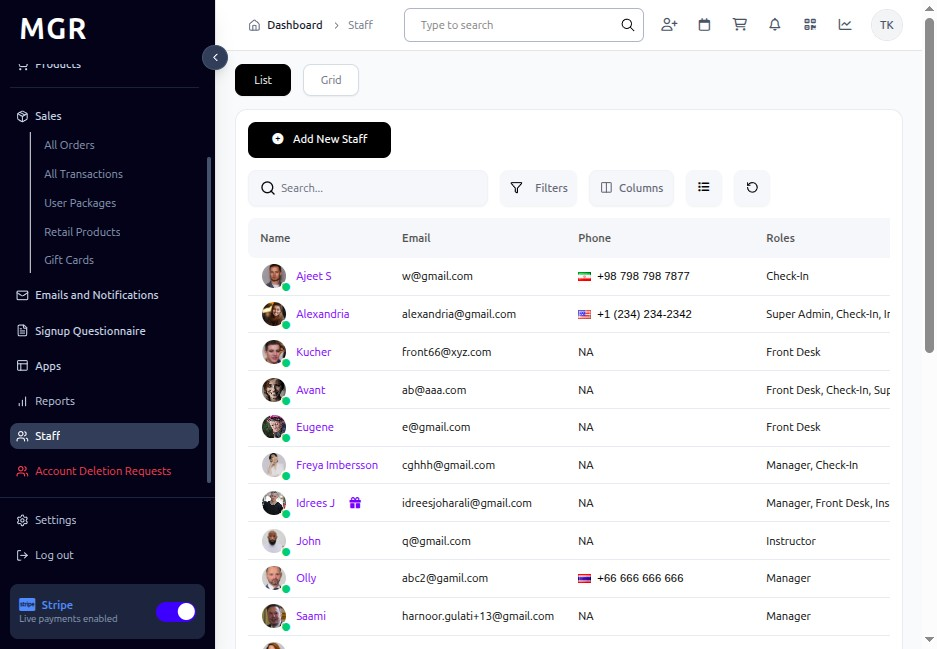 MGR
Products
Sales
All Orders
All Transactions
User Packages
Retail Products
Gift Cards
Emails and Notifications
Signup Questionnaire
Apps
Reports
Staff
Account Deletion Requests
Settings
Log out
stripe Stripe
Live payments enabled
Dashboard > Staff
Type to search
TK
List Grid
Add New Staff
Search... Filters Columns
Name Email Phone Roles
Ajeet S w@gmail.com +98 798 798 7877 Check-In
Alexandria alexandria@gmail.com +1 (234) 234-2342 Super Admin, Check-In, In
Kucher front66@xyz.com NA Front Desk
Avant ab@aaa.com NA Front Desk, Check-In, Sup
Eugene e@gmail.com NA Front Desk
Freya Imbersson cghhh@gmail.com NA Manager, Check-In
Idrees J idreesjoharali@gmail.com NA Manager, Front Desk, Ins
John q@gmail.com NA Instructor
Olly abc2@gamil.com +66 666 666 666 Manager
Saami harnoor.gulati+13@gmail.com NA Manager